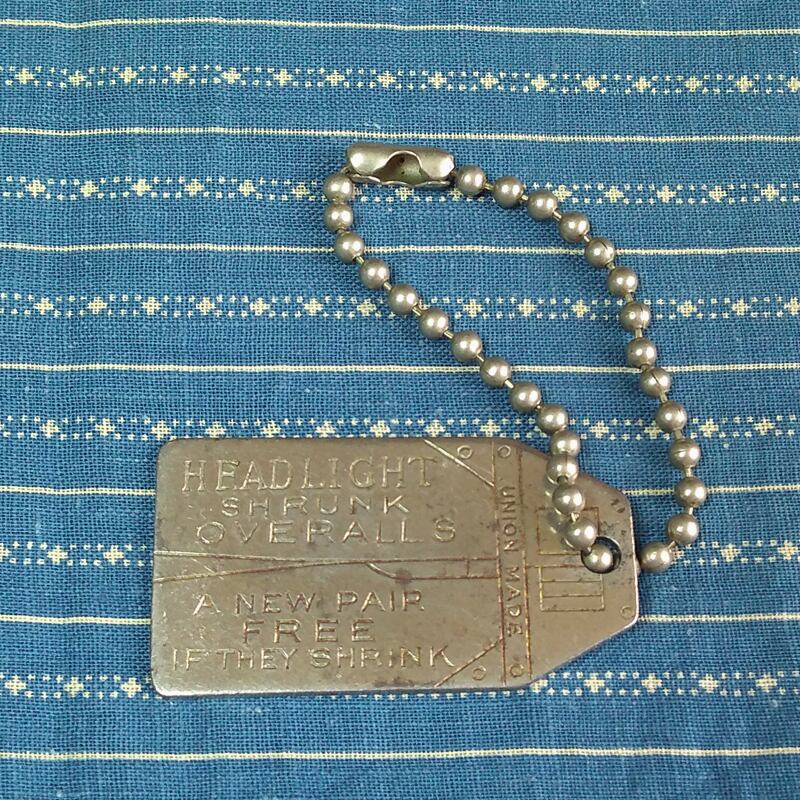 HEADLIGHT
SHRUNK
OVERALLS
A NEW PAIR
FREE
IF THEY SHRINK
UNION MADE